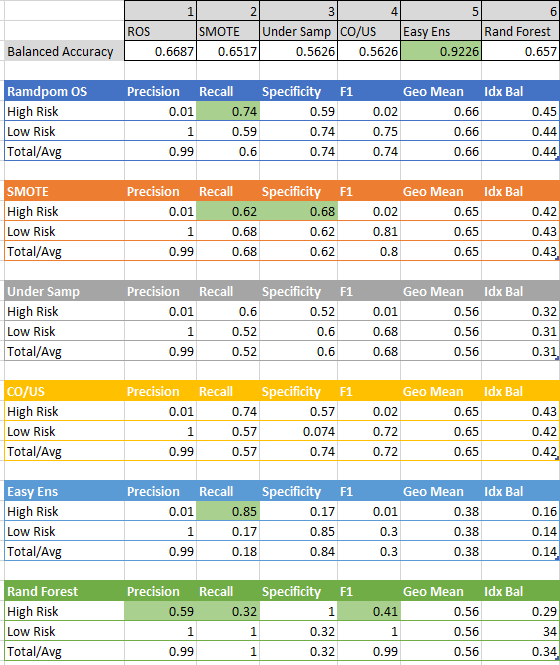 1 2 3 4 5 6
ROS SMOTE Under Samp CO/US Easy Ens Rand Forest
Balanced Accuracy 0.6687 0.6517 0.5626 0.5626 0.9226 0.657
Ramdpom OS Precision Recall Specificity F1 Geo Mean Idx Bal
High Risk 0.01 0.74 0.59 0.02 0.66 0.45
Low Risk 1 0.59 0.74 0.75 0.66 0.44
Total/Avg 0.99 0.6 0.74 0.74 0.66 0.44
SMOTE Precision Recall Specificity F1 Geo Mean Idx Bal
High Risk 0.01 0.62 0.68 0.02 0.65 0.42
Low Risk 1 0.68 0.62 0.81 0.65 0.43
Total/Avg 0.99 0.68 0.62 0.8 0.65 0.43
Under Samp Precision Recall Specificity F1 Geo Mean Idx Bal
High Risk 0.01 0.6 0.52 0.01 0.56 0.32
Low Risk 1 0.52 0.6 0.68 0.56 0.31
Total/Avg 0.99 0.52 0.6 0.68 0.56 0.31
CO/US Precision Recall Specificity F1 Geo Mean Idx Bal
High Risk 0.01 0.74 0.57 0.02 0.65 0.43
Low Risk 1 0.57 0.074 0.72 0.65 0.42
Total/Avg 0.99 0.57 0.74 0.72 0.65 0.42
Easy Ens Precision Recall Specificity F1 Geo Mean Idx Bal
High Risk 0.01 0.85 0.17 0.01 0.38 0.16
Low Risk 1 0.17 0.85 0.3 0.38 0.14
Total/Avg 0.99 0.18 0.84 0.3 0.38 0.14
Rand Forest Precision Recall Specificity F1 Geo Mean Idx Bal
High Risk 0.59 0.32 1 0.41 0.56 0.29
Low Risk 1 1 0.32 1 0.56 34
Total/Avg 0.99 1 0.32 0.99 0.56 0.34